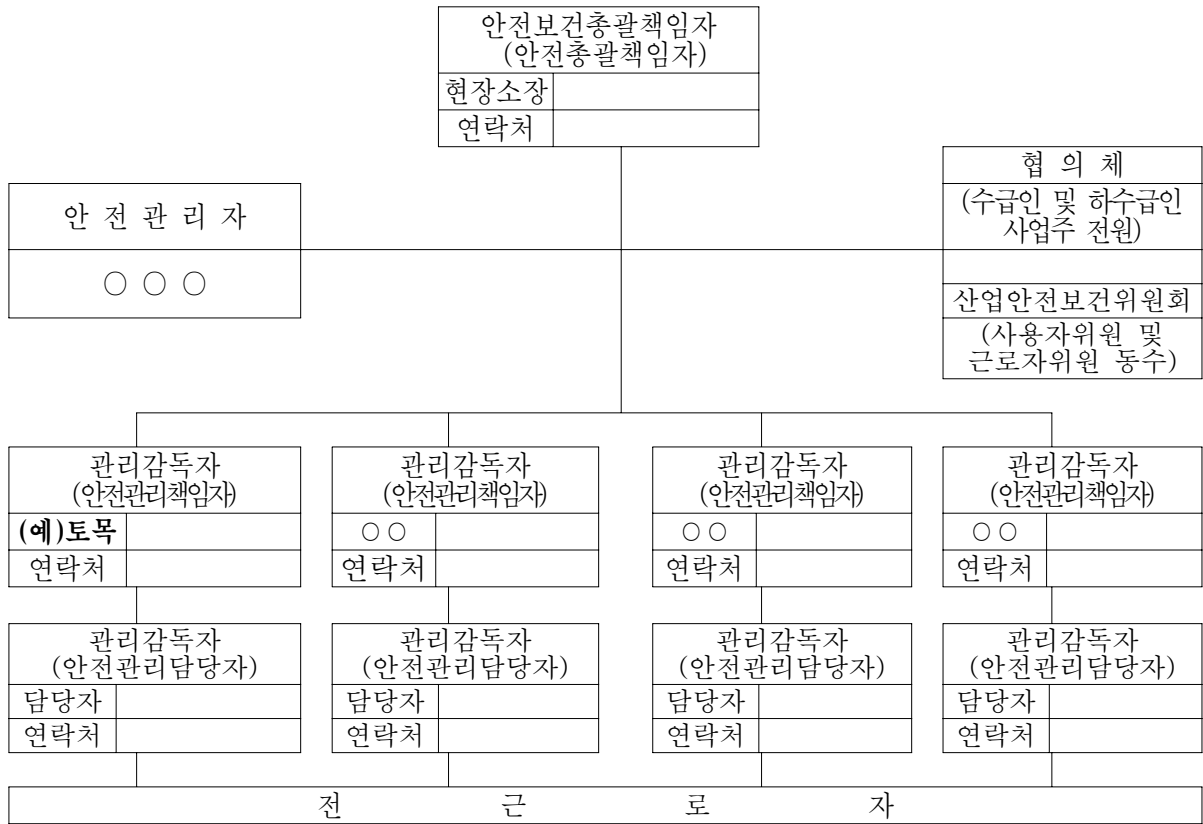 안전보건총괄책임자
(안전총괄책임자)
현장소장
연락처
안 전 관 리 자
○ ○ ○
협 의 체
(수급인 및 하수급인
사업주 전원)
산업안전보건위원회
(사용자위원 및
근로자위원 동수)
관리감독자
(안전관리책임자)
(예)토목
연락처
관리감독자
(안전관리책임자)
○○
연락처
관리감독자
(안전관리책임자)
○○
연락처
관리감독자
(안전관리책임자)
○○
연락처
관리감독자
(안전관리담당자)
담당자
연락처
관리감독자
(안전관리담당자)
담당자
연락처
관리감독자
(안전관리담당자)
담당자
연락처
관리감독자
(안전관리담당자)
담당자
연락처
전 근 로 자